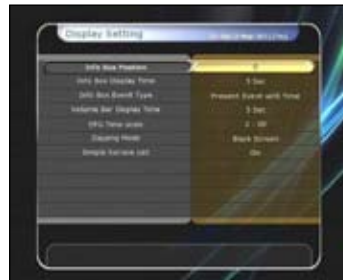 Display Setting
Info Box Position 0
Info Box Display Time 5 Sec
Info Box Event Type Present Event with Time
Volume Bar Display Time 3 Sec
EPG Time scale
Zapping Mode Black Screen
Simple Service List On